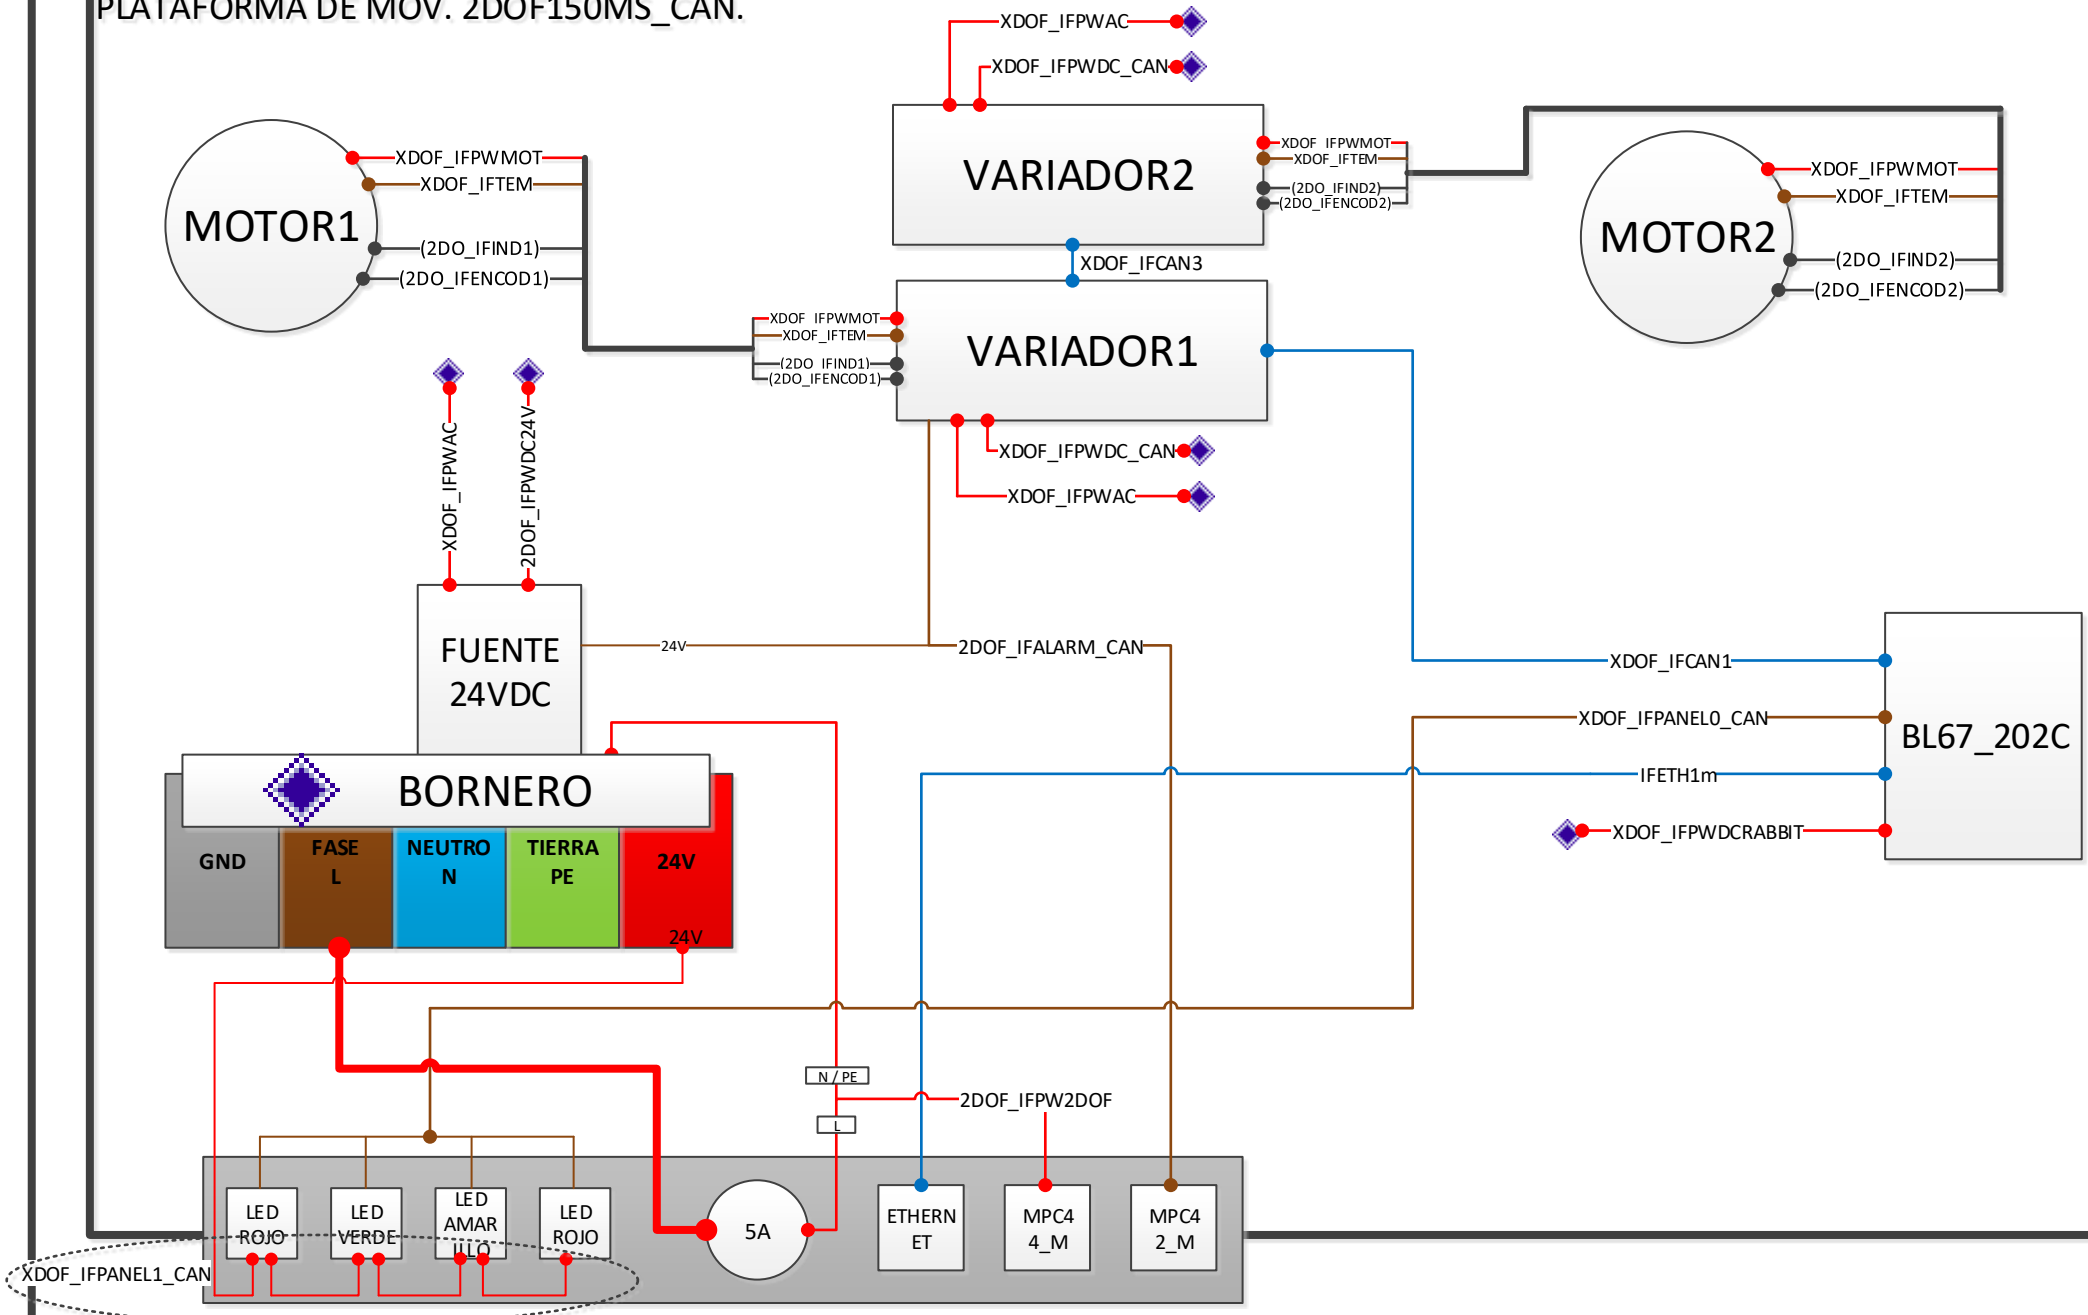 PLATAFORMA DE MOV. 2DOF150MS_CAN.
XDOF_IFPWAC
XDOF_IFPWDC_CAN
MOTOR1
XDOF_IFPWMOT
XDOF_IFTEM
(2DO_IFIND1)
(2DO_IFENCOD1)
VARIADOR2
XDOF_IFPWMOT
XDOF_IFTEM
(2DO_IFIND2)
(2DO_IFENCOD2)
MOTOR2
XDOF_IFPWMOT
XDOF_IFTEM
(2DO_IFIND2)
(2DO_IFENCOD2)
XDOF_IFCAN3
XDOF_IFPWMOT
XDOF_IFTEM
(2DO_IFIND1)
(2DO_IFENCOD1)
VARIADOR1
XDOF_IFPWDC_CAN
XDOF_IFPWAC
XDOF_IFPWAC
2DOF_IFPWDC24V
FUENTE
24VDC
24V
2DOF_IFALARM_CAN
XDOF_IFCAN1
XDOF_IFPANEL0_CAN
IFETH1m
XDOF_IFPWDCRABBIT
BL67_202C
BORNERO
GND
FASE
L
NEUTRO
N
TIERRA
PE
24V
24V
N / PE
L
2DOF_IFPW2DOF
LED
ROJO
LED
VERDE
LED
AMAR
ILLO
LED
ROJO
5A
ETHERN
ET
MPC4
4_M
MPC4
2_M
XDOF_IFPANEL1_CAN